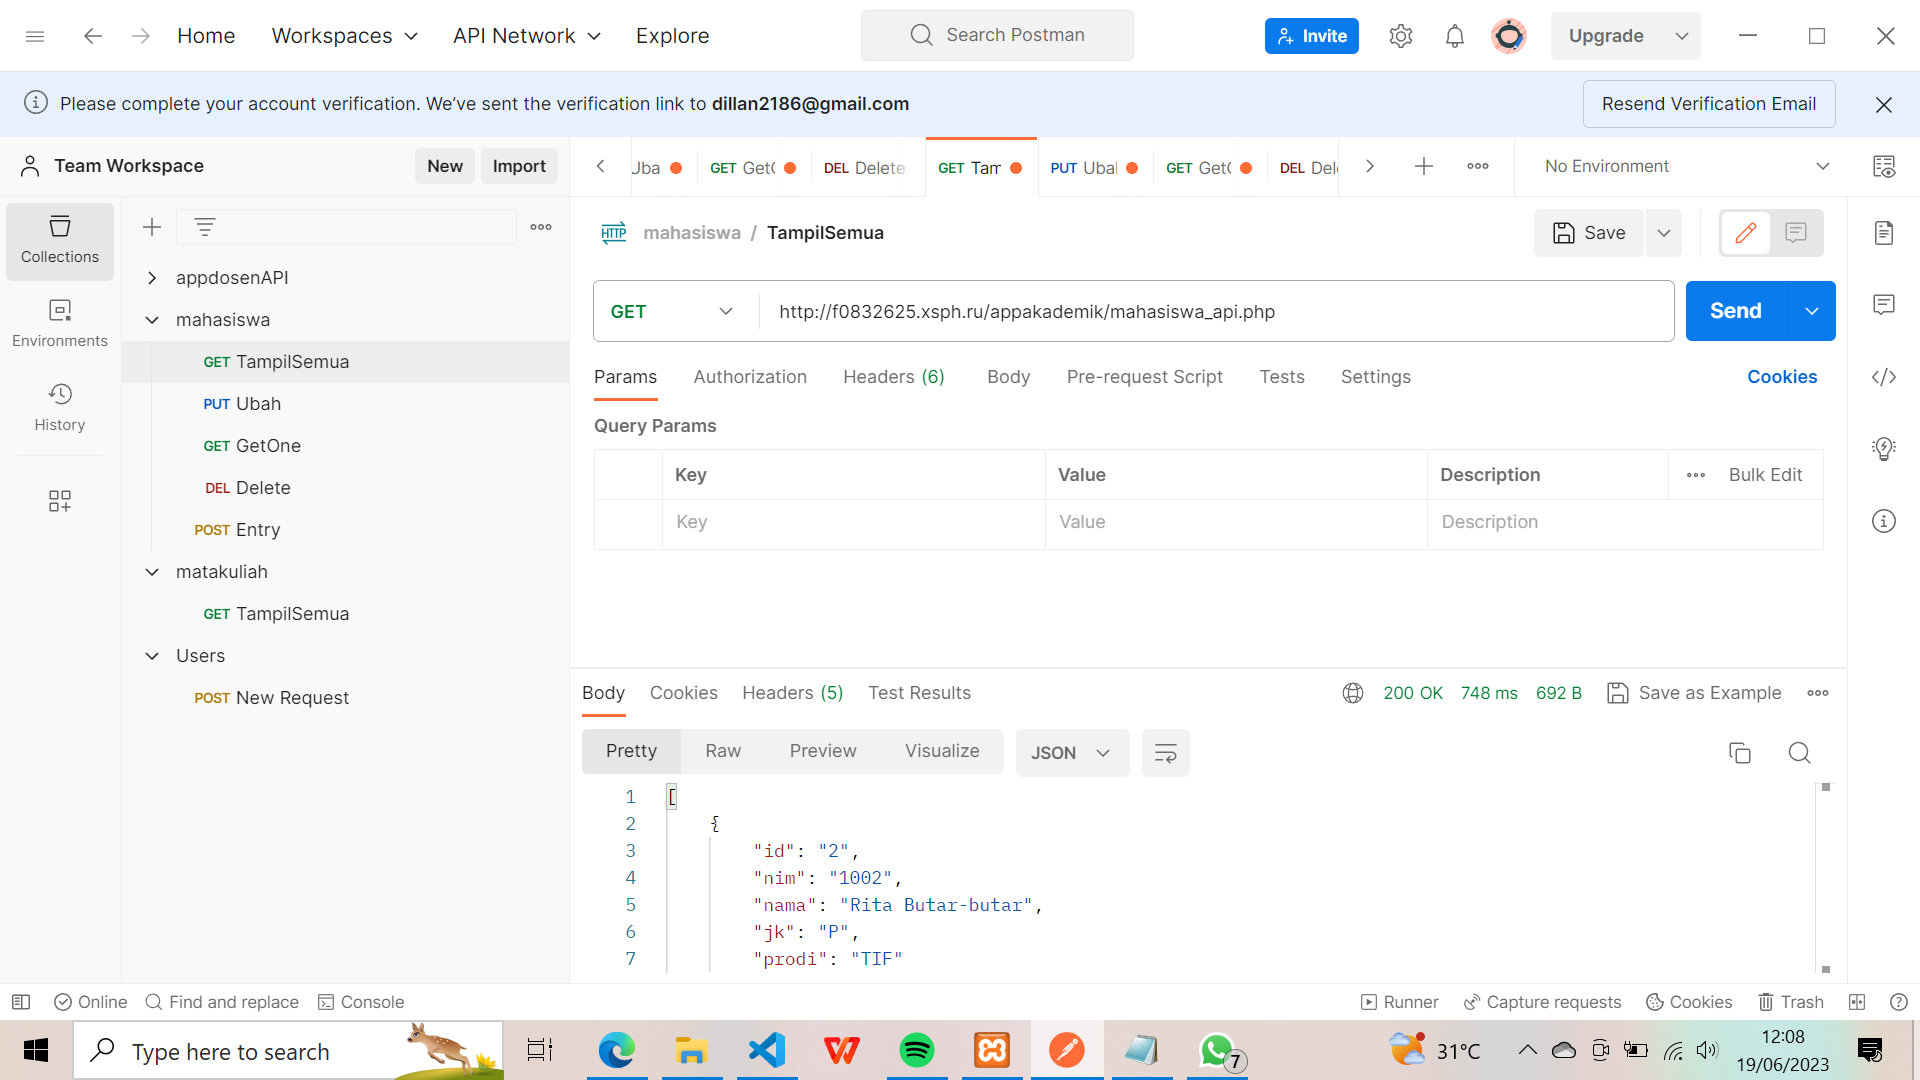 Home Workspaces API Network Explore Search Postman Invite Upgrade
Please complete your account verification. We’ve sent the verification link to dillan2186@gmail.com Resend Verification Email
Team Workspace New Import
Uba GET Get DEL Delete GET Tam PUT Ubal GET Get DEL Del No Environment
Collections
Environments
History
appdosenAPI
mahasiswa
GET TampilSemua
PUT Ubah
GET GetOne
DEL Delete
POST Entry
matakuliah
GET TampilSemua
Users
POST New Request
HTTP mahasiswa / TampilSemua Save
GET http://f0832625.xsph.ru/appakademik/mahasiswa_api.php Send
Params Authorization Headers (6) Body Pre-request Script Tests Settings Cookies
Query Params
Key Value Description Bulk Edit
Key Value Description
Body Cookies Headers (5) Test Results 200 OK 748 ms 692 B Save as Example
Pretty Raw Preview Visualize JSON
1 [
2 {
3 "id": "2",
4 "nim": "1002",
5 "nama": "Rita Butar-butar",
6 "jk": "P",
7 "prodi": "TIF"
Online Find and replace Console Runner Capture requests Cookies Trash
Type here to search 7 31°C 12:08
19/06/2023